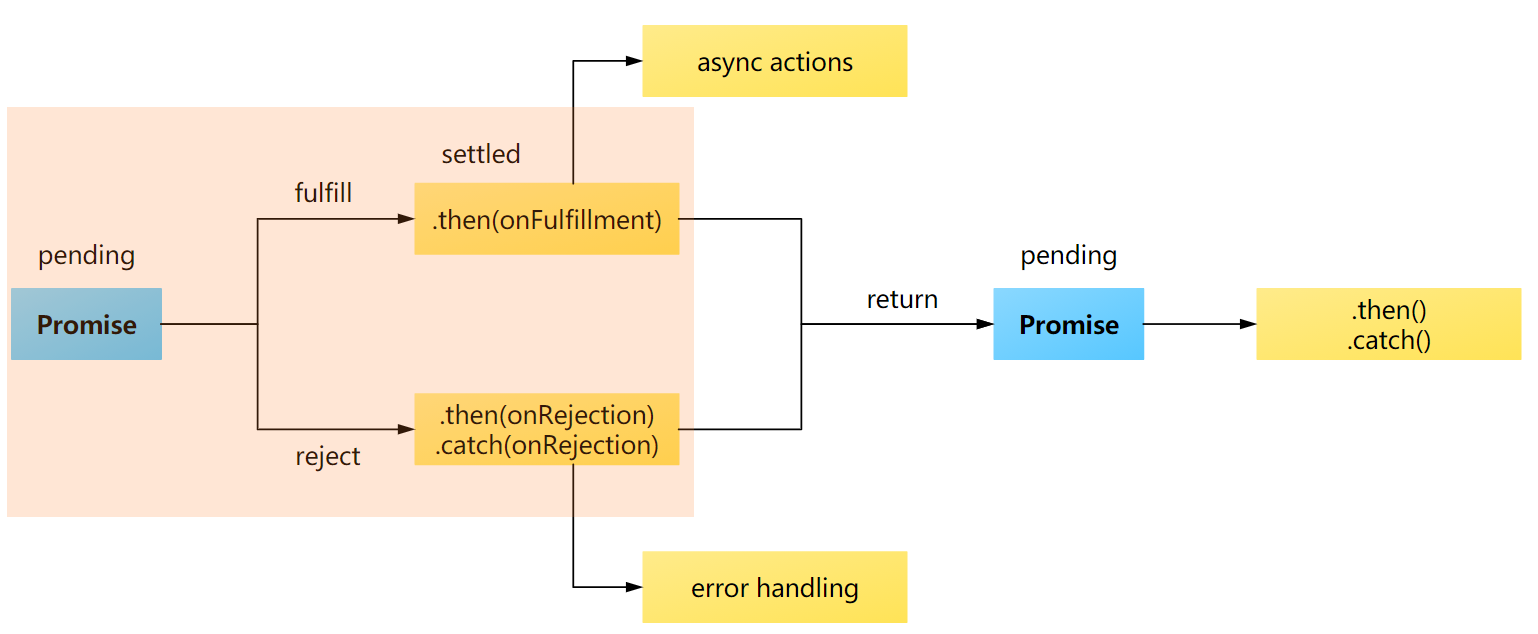 async actions
settled
fulfill
.then(onFulfillment)
pending
Promise
reject
.then(onRejection)
.catch(onRejection)
return
pending
Promise
.then()
.catch()
error handling